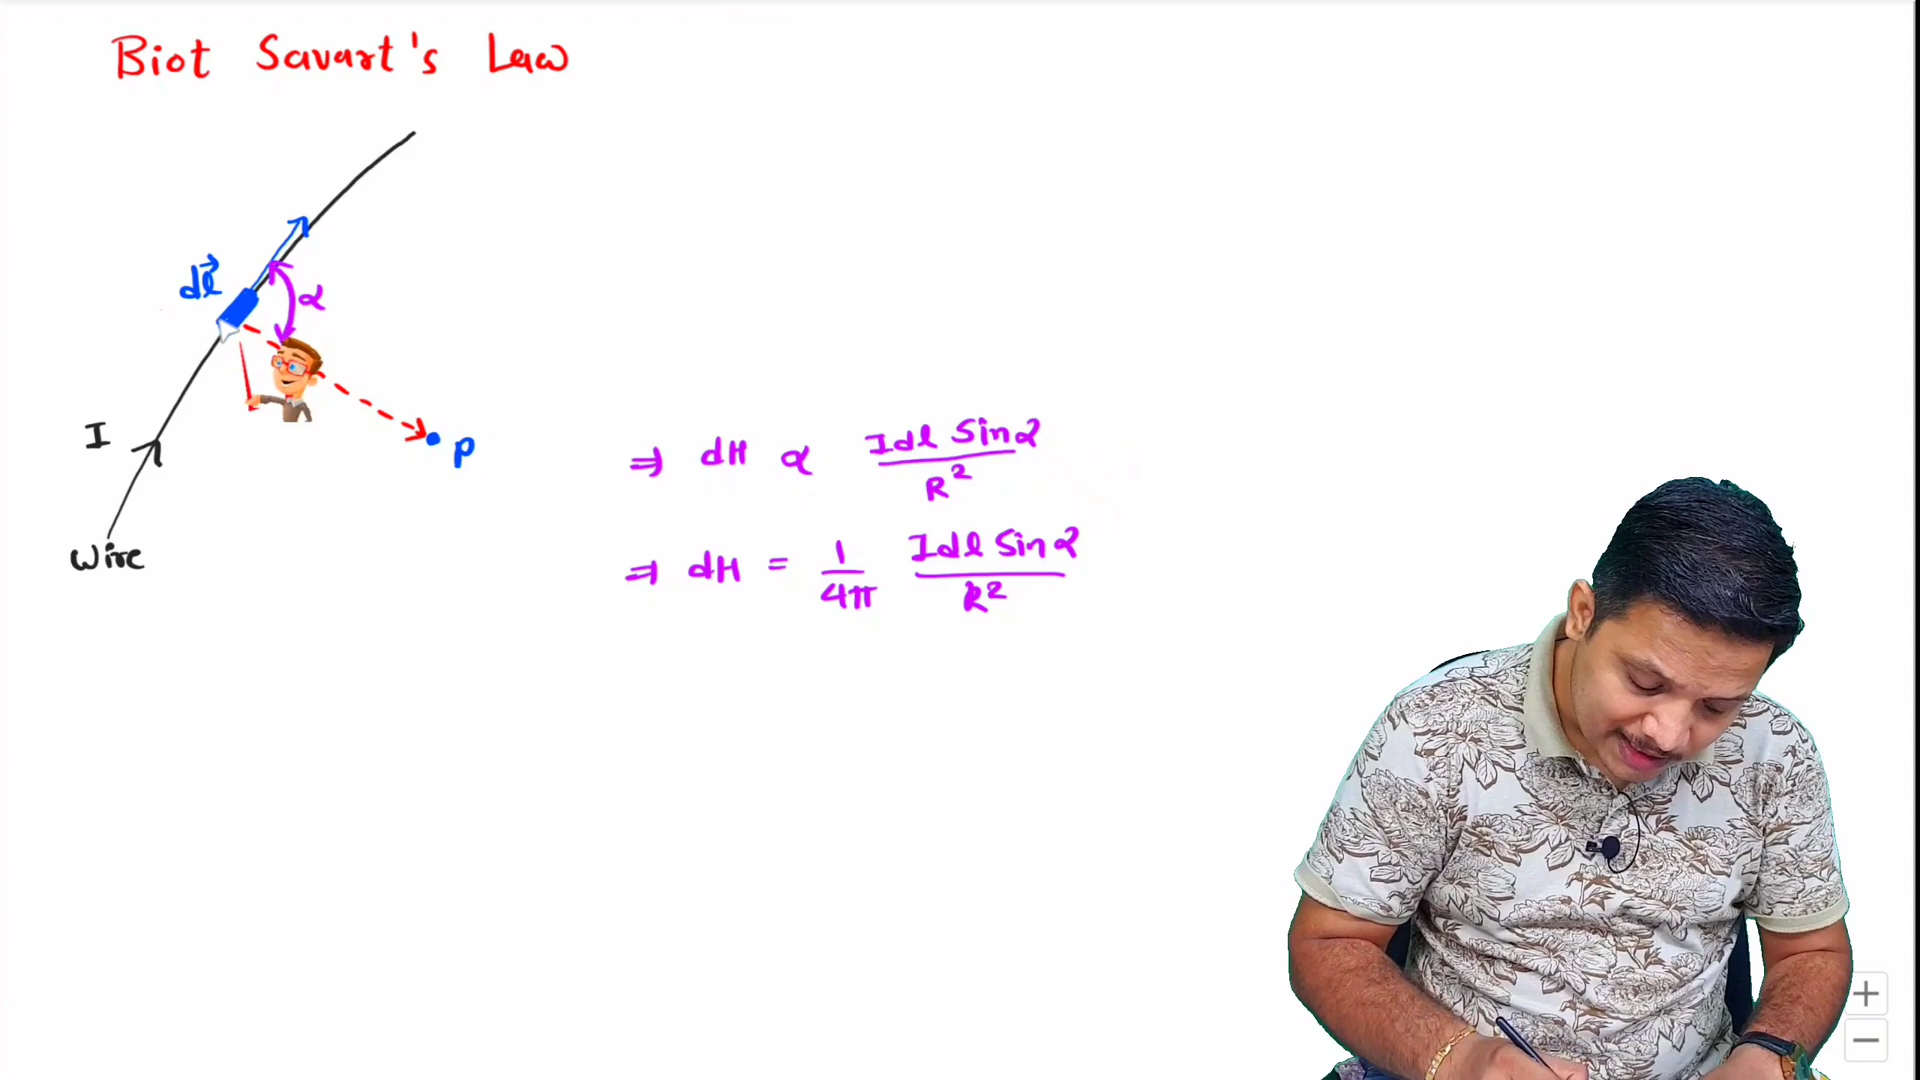 Biot Savart's Law
dl⃗
α
I
P
Wire
⇒ dH α Idl Sinα / R²
⇒ dH = 1/4π Idl Sinα / R²